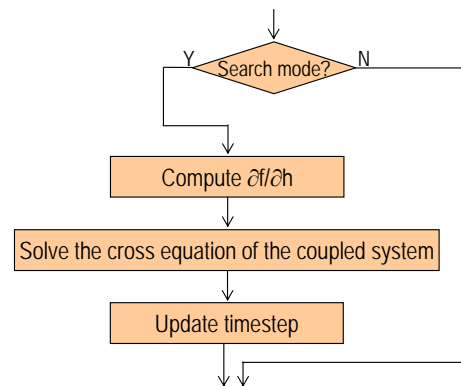 Y
Search mode?
N
Compute ∂f/∂h
Solve the cross equation of the coupled system
Update timestep